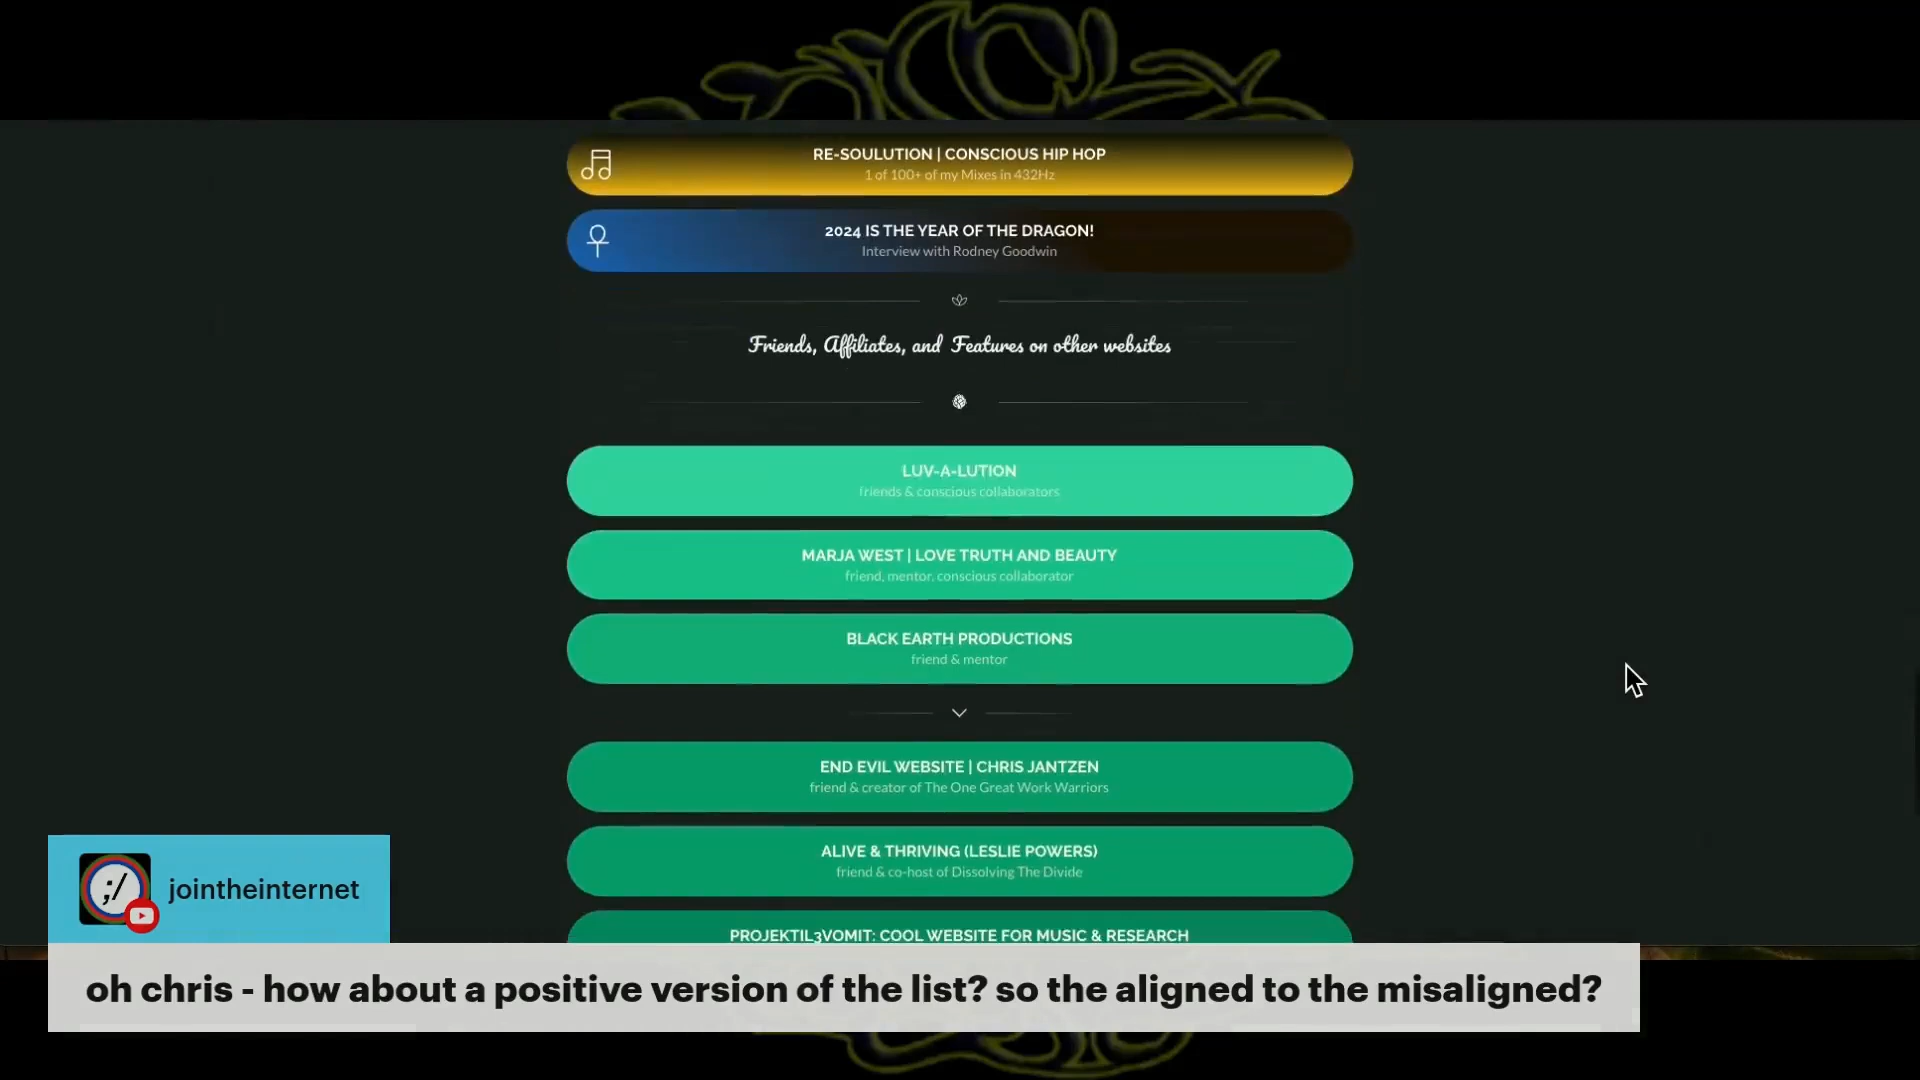 RE-SOULUTION | CONSCIOUS HIP HOP
1 of 100+ of my Mixes in 432Hz
2024 IS THE YEAR OF THE DRAGON!
Interview with Rodney Goodwin
Friends, Affiliates, and Features on other websites
LUV-A-LUTION
friends & conscious collaborators
MARJA WEST | LOVE TRUTH AND BEAUTY
friend, mentor, conscious collaborator
BLACK EARTH PRODUCTIONS
friend & mentor
END EVIL WEBSITE | CHRIS JANTZEN
friend & creator of The One Great Work Warriors
ALIVE & THRIVING (LESLIE POWERS)
friend & co-host of Dissolving The Divide
PROJEKTIL3VOMIT: COOL WEBSITE FOR MUSIC & RESEARCH
;/
jointheinternet
oh chris - how about a positive version of the list? so the aligned to the misaligned?